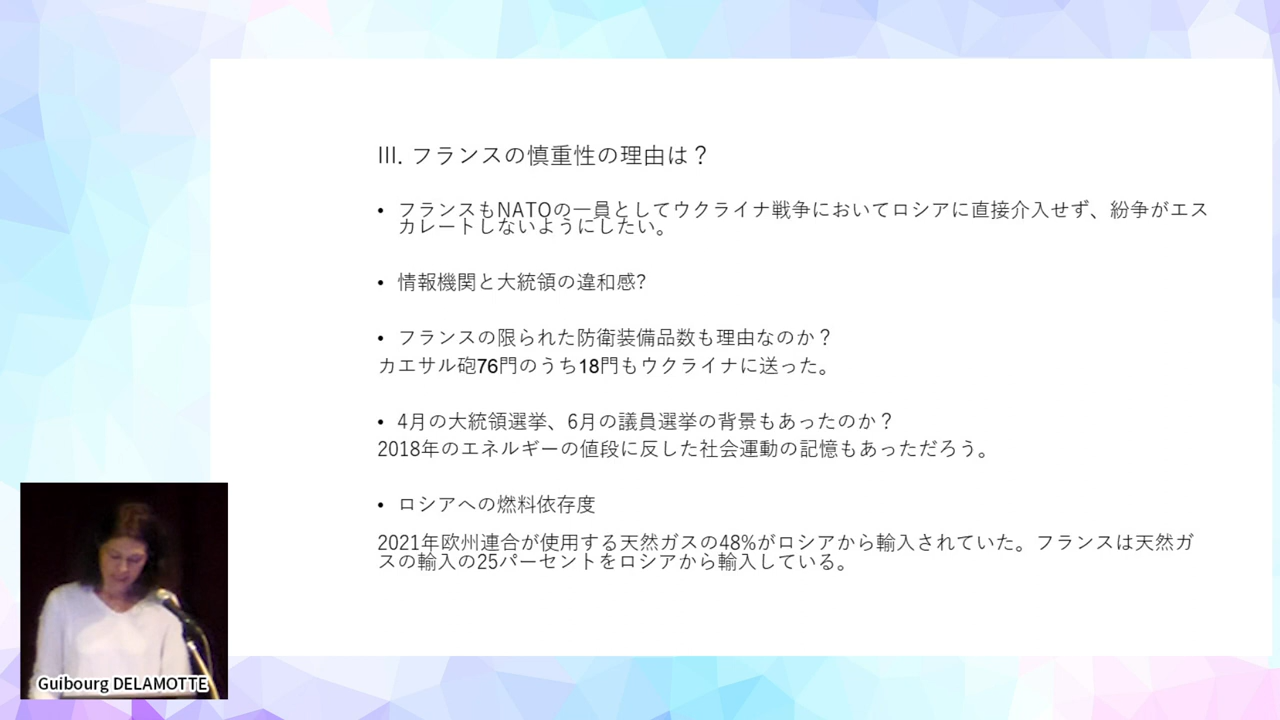 III. フランスの慎重性の理由は？
• フランスもNATOの一員としてウクライナ戦争においてロシアに直接介入せず、紛争がエス
カレートしないようにしたい。
• 情報機関と大統領の違和感?
• フランスの限られた防衛装備品数も理由なのか？
カエサル砲76門のうち18門もウクライナに送った。
• 4月の大統領選挙、6月の議員選挙の背景もあったのか？
2018年のエネルギーの値段に反した社会運動の記憶もあっただろう。
• ロシアへの燃料依存度
2021年欧州連合が使用する天然ガスの48%がロシアから輸入されていた。フランスは天然ガ
スの輸入の25パーセントをロシアから輸入している。
Guibourg DELAMOTTE